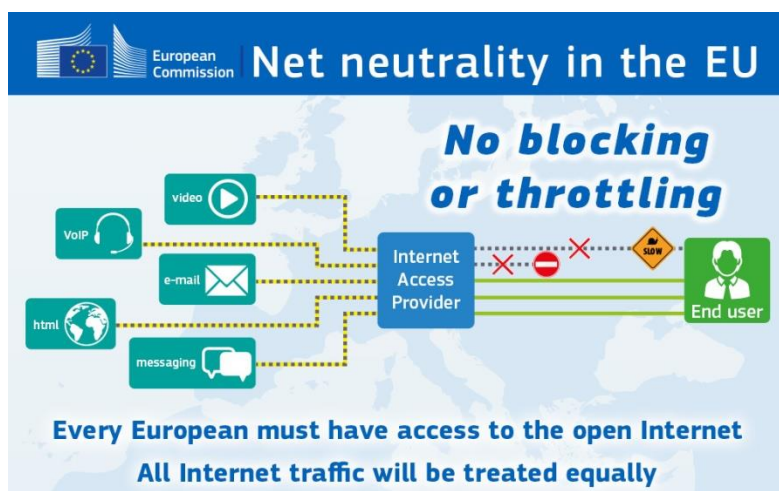 European
Commission
Net neutrality in the EU
No blocking
or throttling
video
VoIP
e-mail
html
messaging
Internet
Access
Provider
SLOW
End user
Every European must have access to the open Internet
All Internet traffic will be treated equally